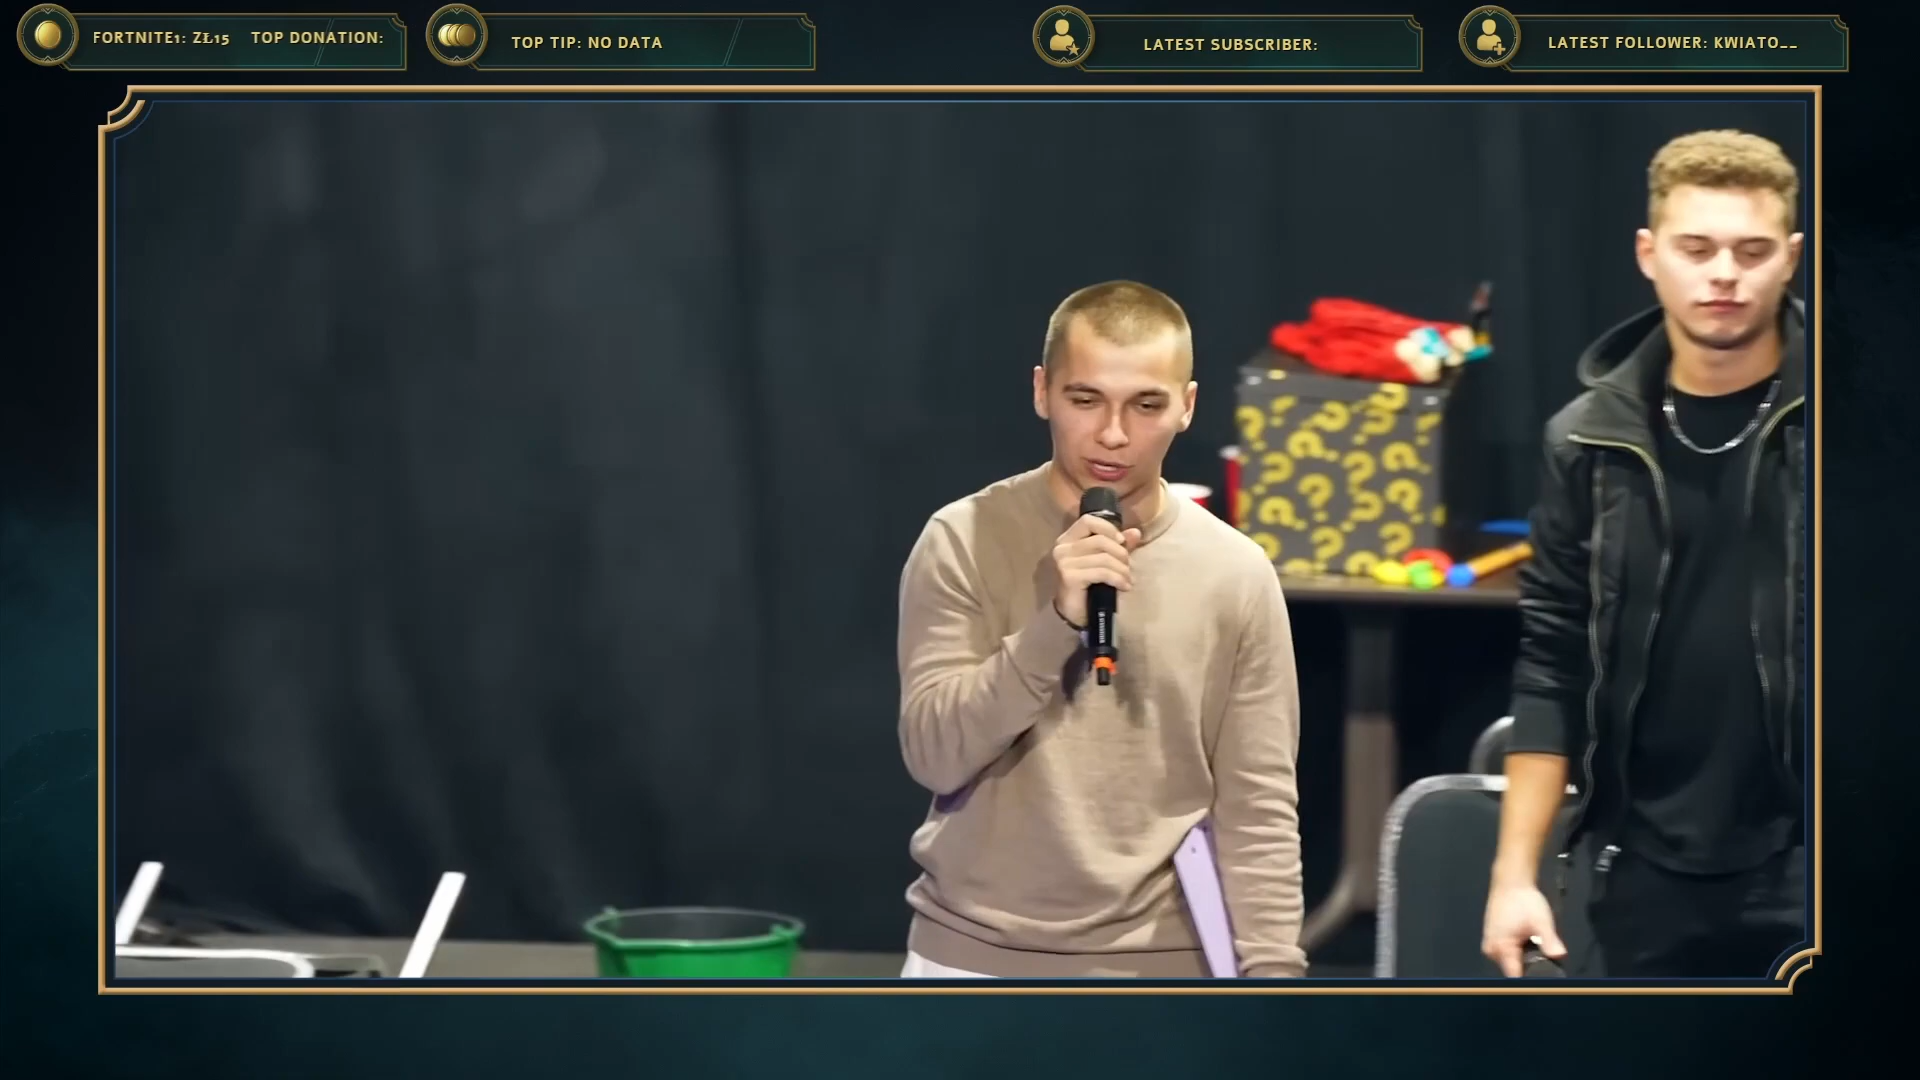 FORTNITE1: ZŁ15 TOP DONATION:
TOP TIP: NO DATA
LATEST SUBSCRIBER:
LATEST FOLLOWER: KWIATO__